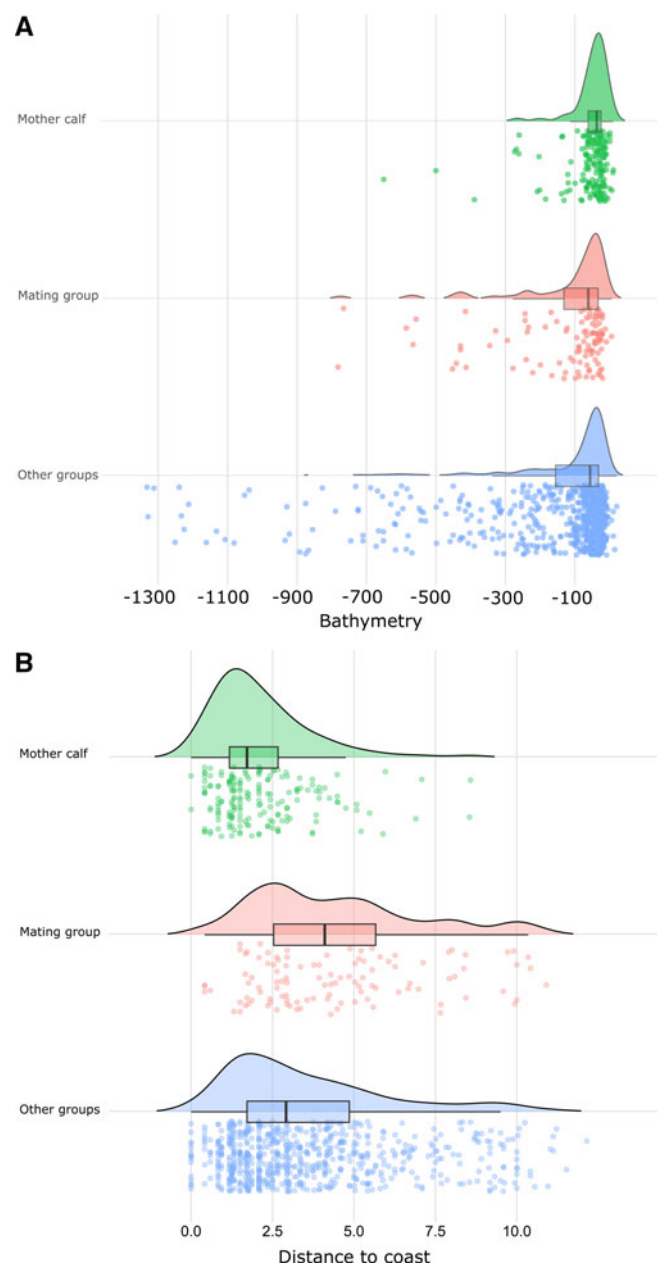 A
Mother calf
Mating group
Other groups
-1300 -1100 -900 -700 -500 -300 -100
Bathymetry
B
Mother calf
Mating group
Other groups
0.0 2.5 5.0 7.5 10.0
Distance to coast